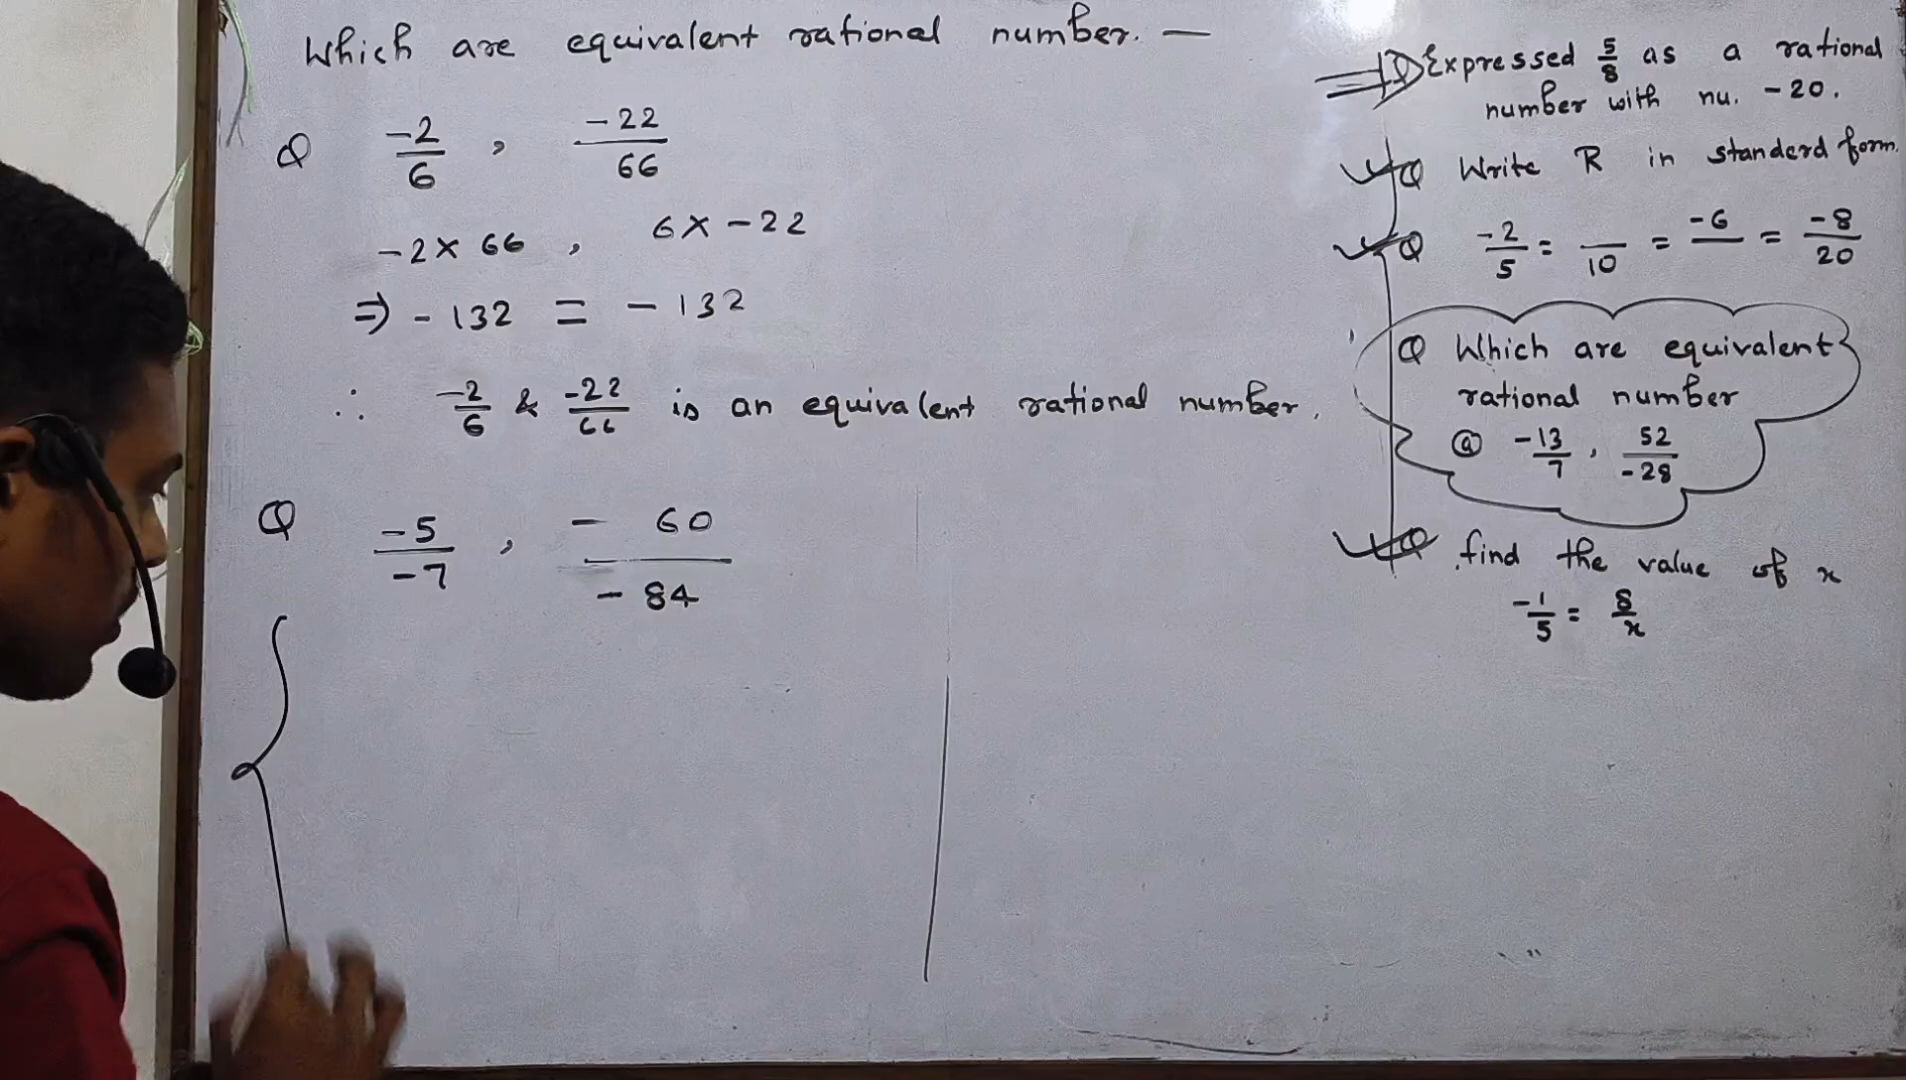 Which are equivalent rational number. —
Q -2/6 , -22/66
-2 × 66 , 6 × -22
⇒ -132 = -132
∴ -2/6 & -22/66 is an equivalent rational number.
Q -5/-7 , -60/-84
Expressed 5/8 as a rational
number with nu. -20.
Q Write R in standerd form.
Q -2/5 = __/10 = -6/__ = -8/20
Q Which are equivalent
rational number
@ -13/7 , 52/-28
Q find the value of x
-1/5 = 8/x